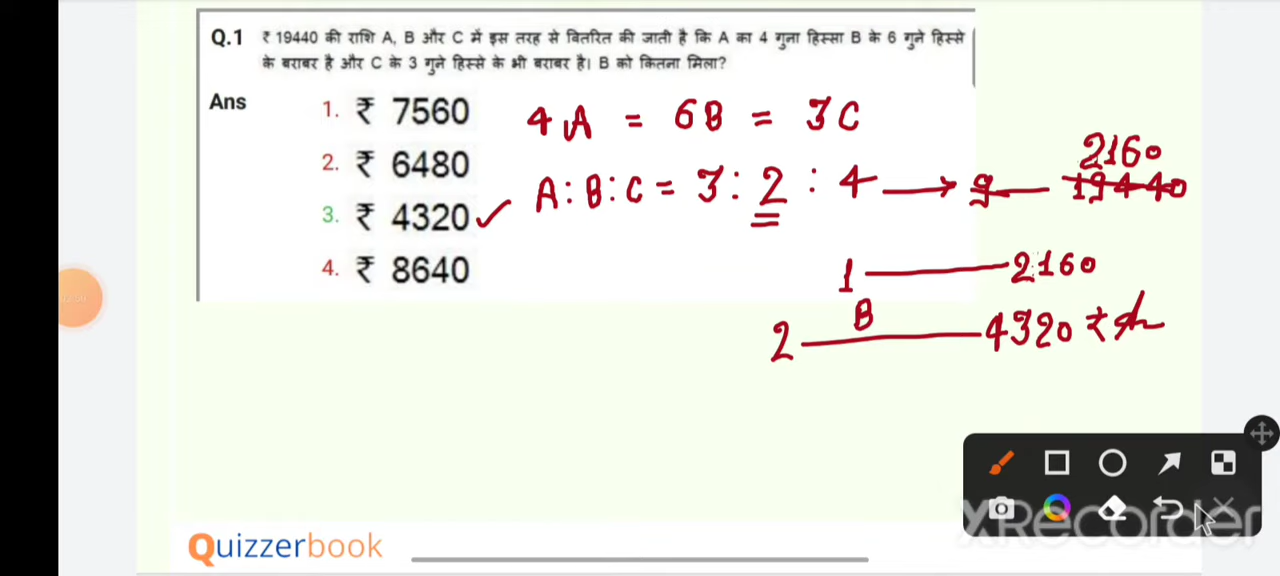 Q.1 ₹ 19440 की राशि A, B और C में इस तरह से वितरित की जाती है कि A का 4 गुना हिस्सा B के 6 गुने हिस्से
के बराबर है और C के 3 गुने हिस्से के भी बराबर है। B को कितना मिला?
Ans
1. ₹ 7560
2. ₹ 6480
3. ₹ 4320 ✓
4. ₹ 8640
4A = 6B = 3C
2160
A:B:C = 3:2:4 → 9 — 19440
1 — 2160
B
2 — 4320 ₹
XRecorder
Quizzerbook